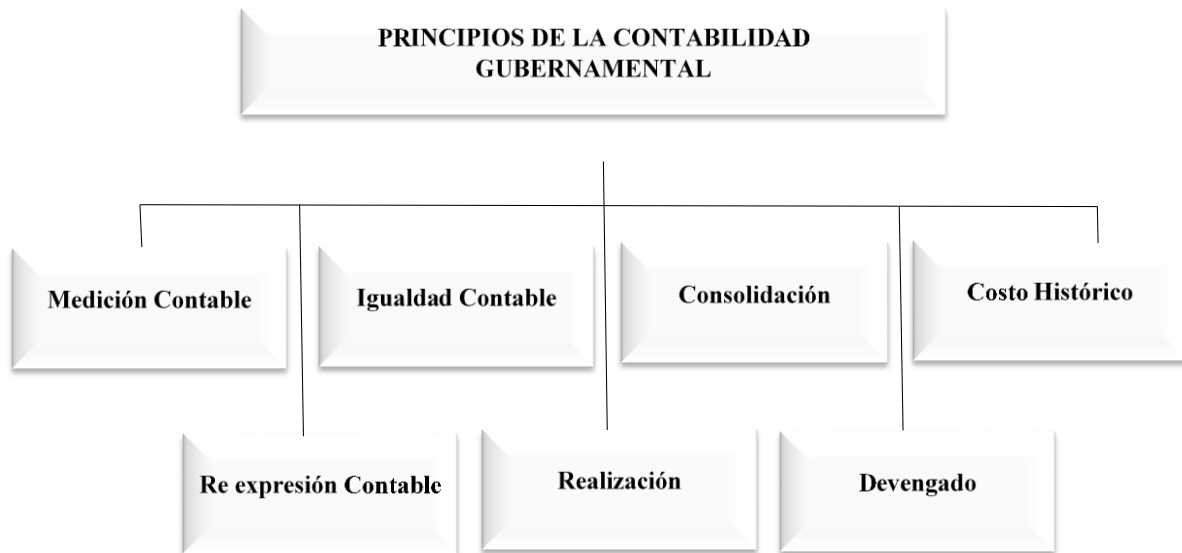 PRINCIPIOS DE LA CONTABILIDAD
GUBERNAMENTAL
Medición Contable
Igualdad Contable
Consolidación
Costo Histórico
Re expresión Contable
Realización
Devengado